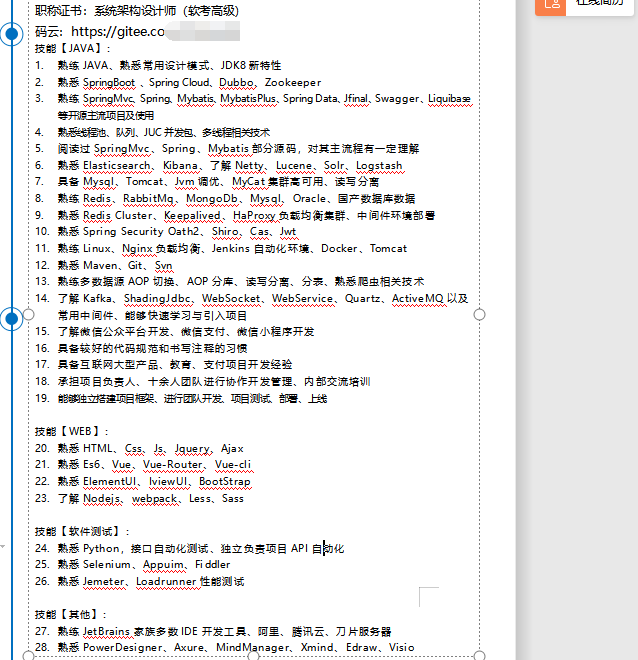 职称证书：系统架构设计师（软考高级）
在线简历
码云：https://gitee.co
技能【JAVA】：
1. 熟练 JAVA、熟悉常用设计模式、JDK8 新特性
2. 熟悉 SpringBoot 、Spring Cloud、Dubbo、Zookeeper
3. 熟练 SpringMvc、Spring、Mybatis、MybatisPlus、Spring Data、Jfinal、Swagger、Liquibase
等开源主流项目及使用
4. 熟悉线程池、队列、JUC 并发包、多线程相关技术
5. 阅读过 SpringMvc、Spring、Mybatis 部分源码，对其主流程有一定理解
6. 熟悉 Elasticsearch、Kibana、了解 Netty、Lucene、Solr、Logstash
7. 具备 Mysql、Tomcat、Jvm 调优、MyCat 集群高可用、读写分离
8. 熟练 Redis、RabbitMq、MongoDb、Mysql、Oracle、国产数据库数据
9. 熟悉 Redis Cluster、Keepalived、HaProxy 负载均衡集群、中间件环境部署
10. 熟悉 Spring Security Oath2、Shiro、Cas、Jwt
11. 熟练 Linux、Nginx 负载均衡、Jenkins 自动化环境、Docker、Tomcat
12. 熟悉 Maven、Git、Svn
13. 熟练多数据源 AOP 切换、AOP 分库、读写分离、分表、熟悉爬虫相关技术
14. 了解 Kafka、ShadingJdbc、WebSocket、WebService、Quartz、ActiveMQ 以及
常用中间件、能够快速学习与引入项目
15. 了解微信公众平台开发、微信支付、微信小程序开发
16. 具备较好的代码规范和书写注释的习惯
17. 具备互联网大型产品、教育、支付项目开发经验
18. 承担项目负责人、十余人团队进行协作开发管理、内部交流培训
19. 能够独立搭建项目框架、进行团队开发、项目测试、部署、上线
技能【WEB】：
20. 熟悉 HTML、Css、Js、Jquery、Ajax
21. 熟悉 Es6、Vue、Vue-Router、Vue-cli
22. 熟悉 ElementUI、IviewUI、BootStrap
23. 了解 Nodejs、webpack、Less、Sass
技能【软件测试】：
24. 熟悉 Python，接口自动化测试、独立负责项目 API 自动化
25. 熟悉 Selenium、Appuim、Fiddler
26. 熟悉 Jemeter、Loadrunner 性能测试
技能【其他】：
27. 熟练 JetBrains 家族多数 IDE 开发工具、阿里、腾讯云、刀片服务器
28. 熟悉 PowerDesigner、Axure、MindManager、Xmind、Edraw、Visio